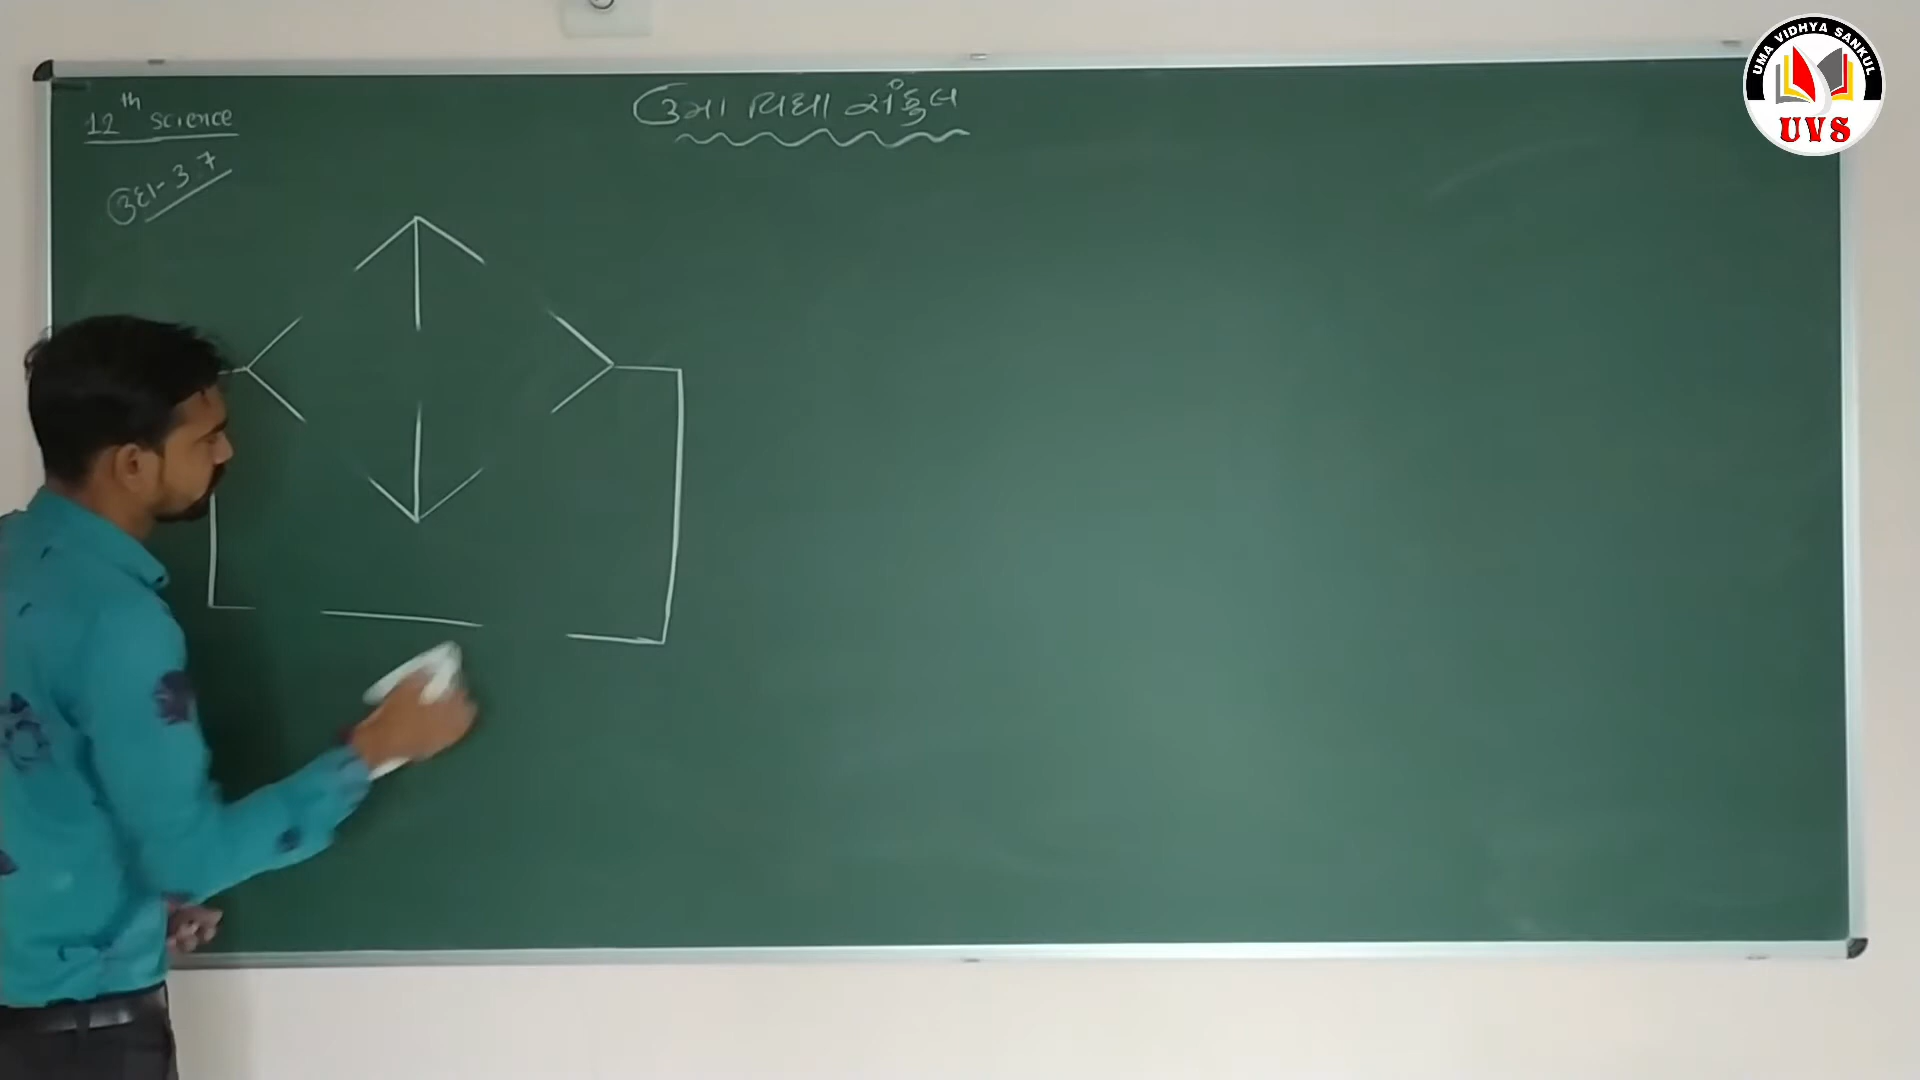 12th science
ઉમા વિદ્યા સંકુલ
ઉદા- 3.7
UMA VIDHYA SANKUL
UVS